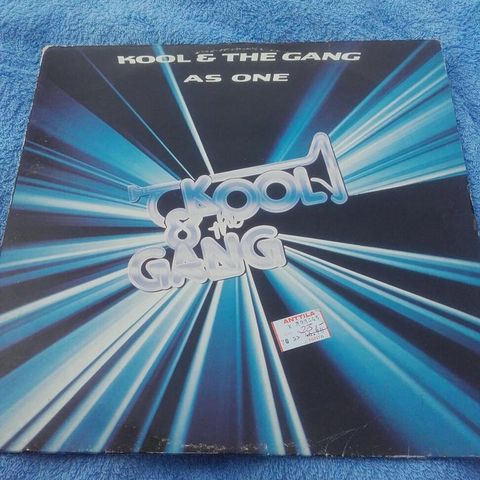 KOOL & THE GANG
AS ONE
KOOL
& THE
GANG
ANTTILA